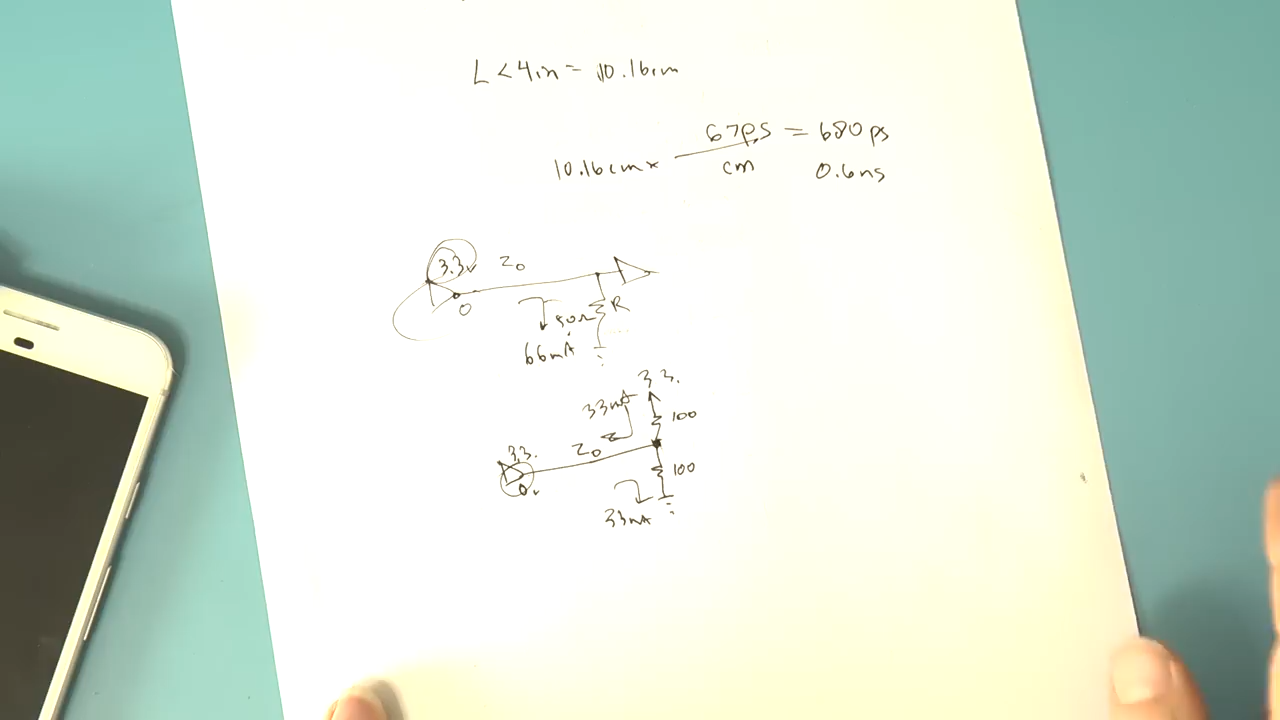 L < 4in = 10.16cm
67ps = 680ps
10.16cm x cm 0.6ns
3.3v Z0
0
50Ω R
66mA
3.3.
33mA 100
3.3. Z0
0v 100
33mA